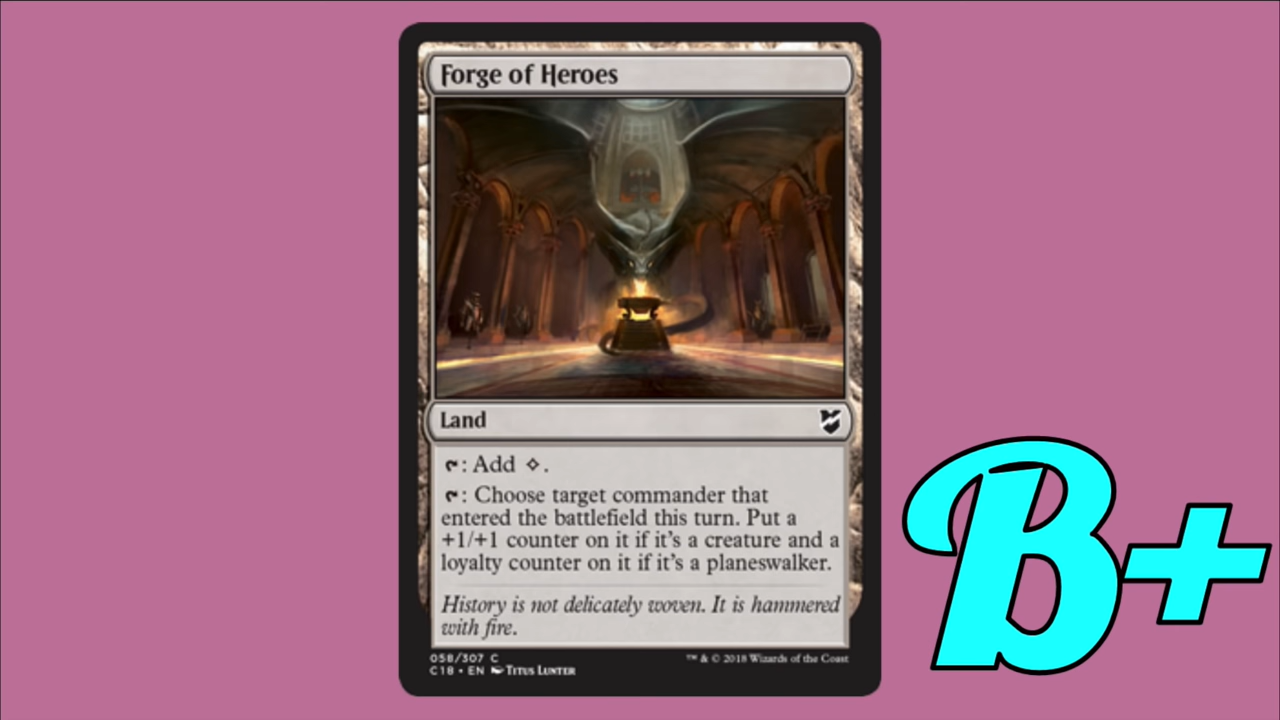 Forge of Heroes
Land
: Add .
: Choose target commander that
entered the battlefield this turn. Put a
+1/+1 counter on it if it's a creature and a
loyalty counter on it if it's a planeswalker.
History is not delicately woven. It is hammered
with fire.
058/307 C
C18 • EN Titus Lunter
™ & © 2018 Wizards of the Coast
B+